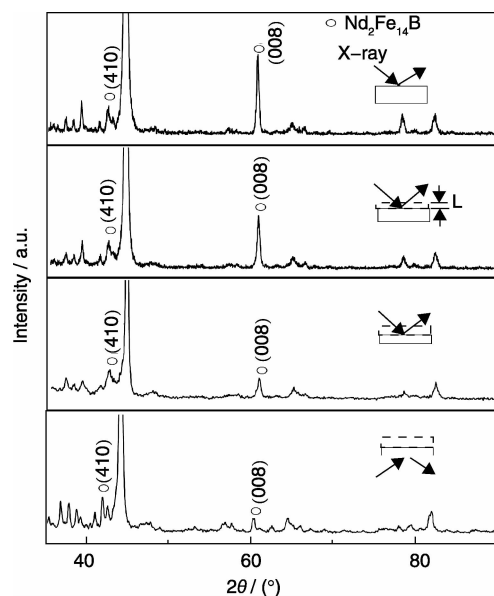 ○ Nd₂Fe₁₄B
X−ray
○(410)
○(008)
○(410)
○(008)
L
○(410)
○(008)
○(410)
○(008)
Intensity / a.u.
40 60 80
2θ / (°)